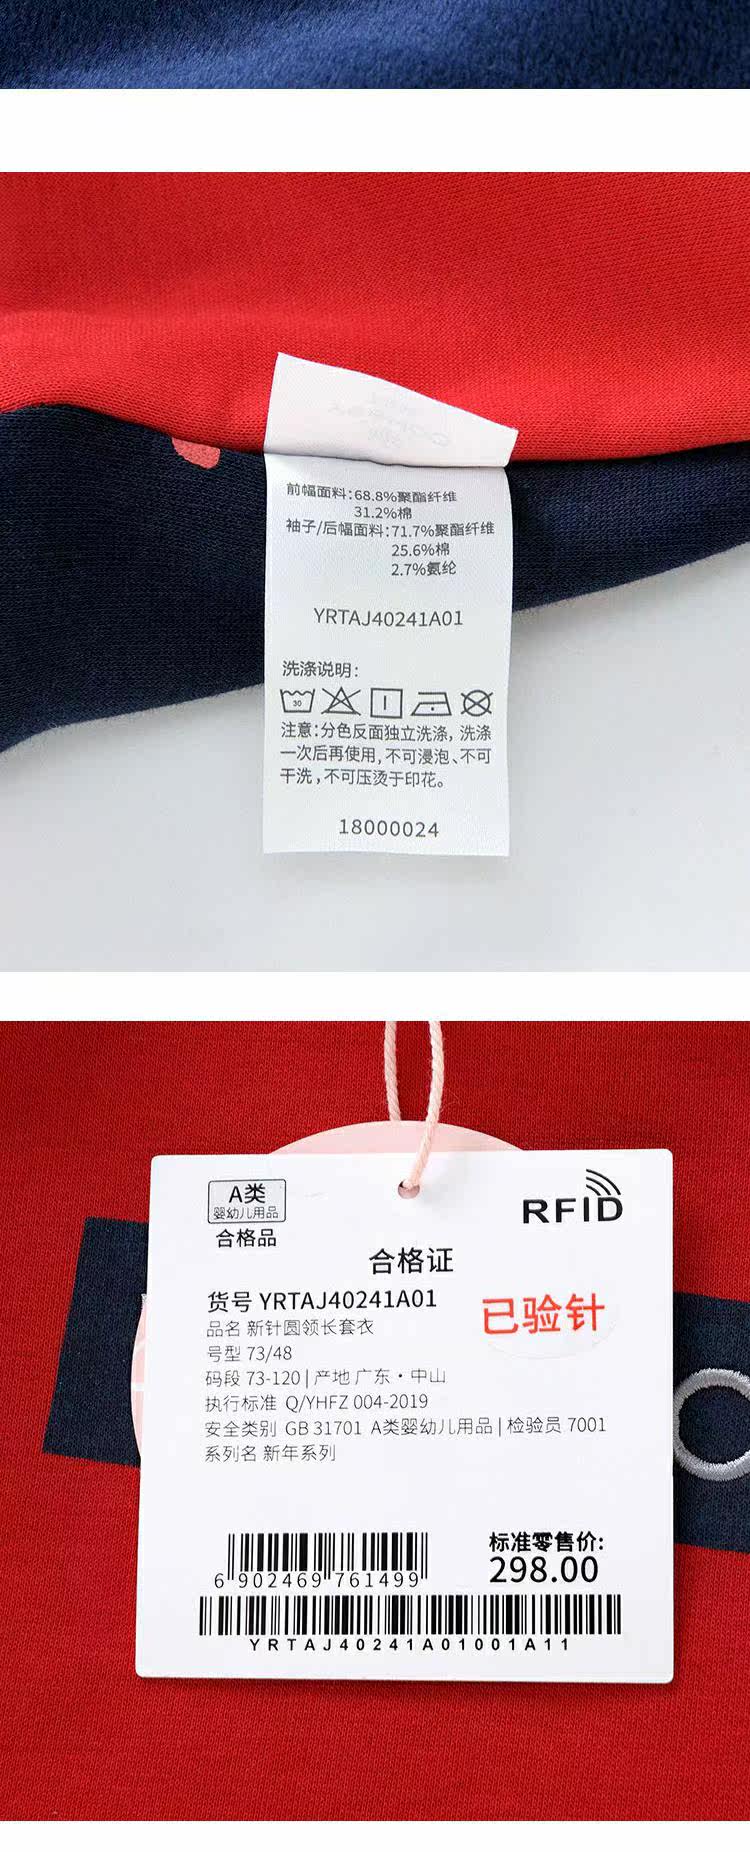 前幅面料:68.8%聚酯纤维
31.2%棉
袖子/后幅面料:71.7%聚酯纤维
25.6%棉
2.7%氨纶
YRTAJ40241A01
洗涤说明:
30
注意:分色反面独立洗涤, 洗涤
一次后再使用, 不可浸泡、不可
干洗, 不可压烫于印花。
18000024
A类
婴幼儿用品
合格品
RFID
合格证
货号 YRTAJ40241A01
已验针
品名 新针圆领长套衣
号型 73/48
码段 73-120 | 产地 广东·中山
执行标准 Q/YHFZ 004-2019
安全类别 GB 31701 A类婴幼儿用品 | 检验员 7001
系列名 新年系列
标准零售价:
298.00
6 902469 761499
YRTAJ40241A01001A11